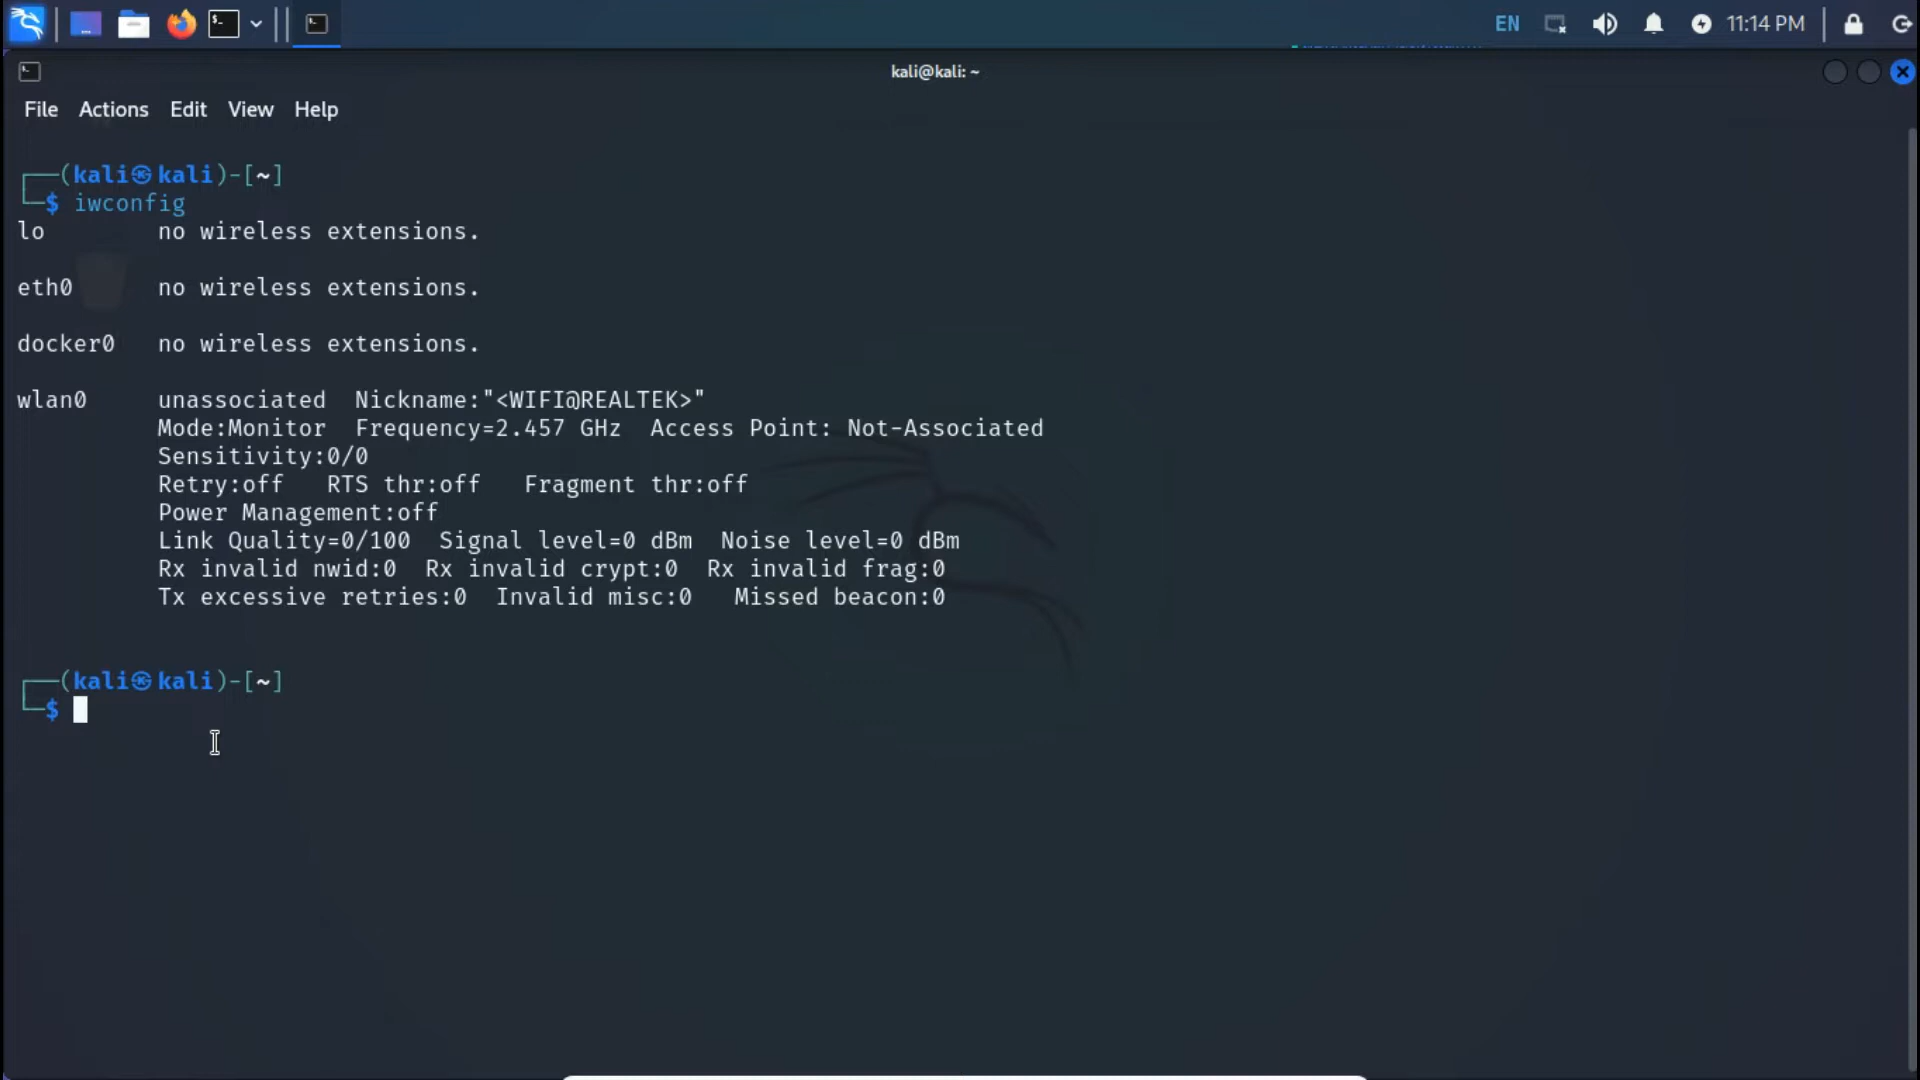 EN 11:14 PM
kali@kali: ~
File Actions Edit View Help
┌──(kali㉿kali)-[~]
└─$ iwconfig
lo        no wireless extensions.
eth0      no wireless extensions.
docker0   no wireless extensions.
wlan0     unassociated  Nickname:"<WIFI@REALTEK>"
          Mode:Monitor  Frequency=2.457 GHz  Access Point: Not-Associated
          Sensitivity:0/0
          Retry:off   RTS thr:off   Fragment thr:off
          Power Management:off
          Link Quality=0/100  Signal level=0 dBm  Noise level=0 dBm
          Rx invalid nwid:0  Rx invalid crypt:0  Rx invalid frag:0
          Tx excessive retries:0  Invalid misc:0   Missed beacon:0
┌──(kali㉿kali)-[~]
└─$